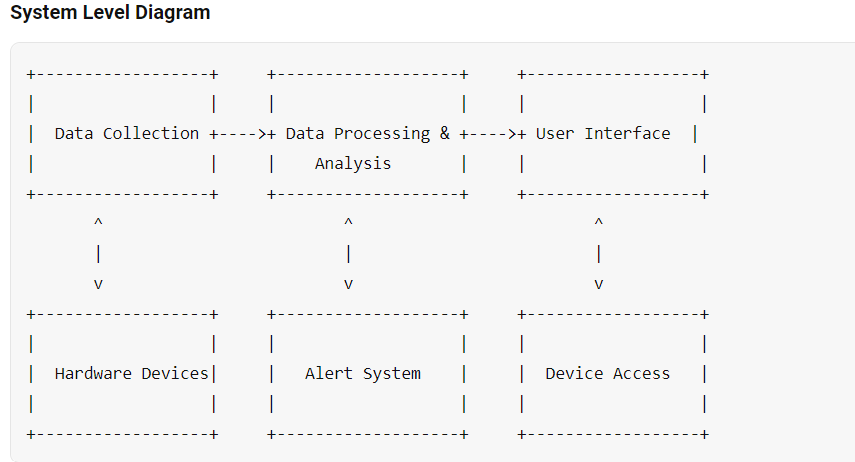 System Level Diagram
+------------------+     +-------------------+     +------------------+
|                  |     |                   |     |                  |
|  Data Collection +---->+ Data Processing & +---->+ User Interface  |
|                  |     |    Analysis       |     |                  |
+------------------+     +-------------------+     +------------------+
       ^                         ^                         ^
       |                         |                         |
       v                         v                         v
+------------------+     +-------------------+     +------------------+
|                  |     |                   |     |                  |
|  Hardware Devices|     |   Alert System    |     |  Device Access   |
|                  |     |                   |     |                  |
+------------------+     +-------------------+     +------------------+